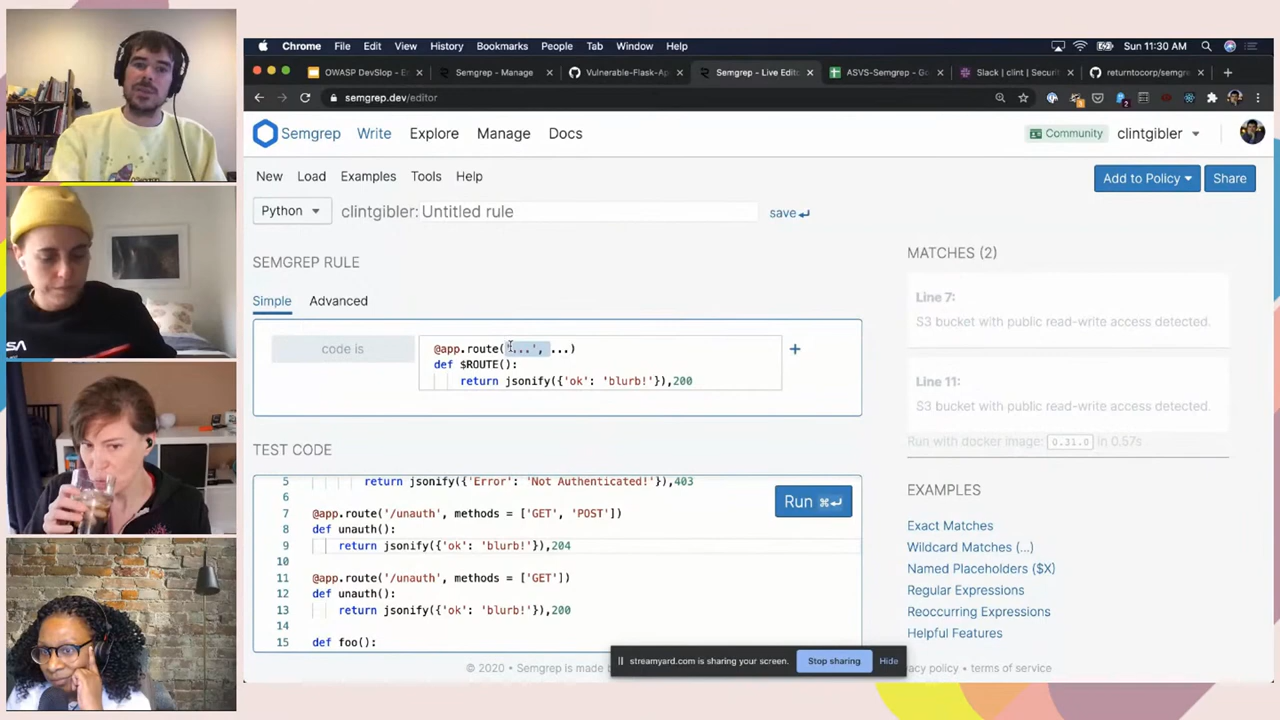 Chrome File Edit View History Bookmarks People Tab Window Help Sun 11:30 AM
OWASP DevSlop - E Semgrep - Manage Vulnerable-Flask-Ap Semgrep - Live Edit ASVS-Semgrep - G Slack | clint | Securit returntocorp/semgre
semgrep.dev/editor
Semgrep Write Explore Manage Docs Community clintgibler
New Load Examples Tools Help Add to Policy Share
Python clintgibler: Untitled rule save
SEMGREP RULE
Simple Advanced
code is
@app.route('...', ...)
def $ROUTE():
return jsonify({'ok': 'blurb!'}),200
TEST CODE
5 return jsonify({'Error': 'Not Authenticated!'}),403
6
7 @app.route('/unauth', methods = ['GET', 'POST'])
8 def unauth():
9 return jsonify({'ok': 'blurb!'}),204
10
11 @app.route('/unauth', methods = ['GET'])
12 def unauth():
13 return jsonify({'ok': 'blurb!'}),200
14
15 def foo():
Run
MATCHES (2)
Line 7:
S3 bucket with public read-write access detected.
Line 11:
S3 bucket with public read-write access detected.
Run with docker image: 0.31.0 in 0.57s
EXAMPLES
Exact Matches
Wildcard Matches (...)
Named Placeholders ($X)
Regular Expressions
Reoccurring Expressions
Helpful Features
© 2020 • Semgrep is made b
streamyard.com is sharing your screen. Stop sharing Hide
vacy policy • terms of service